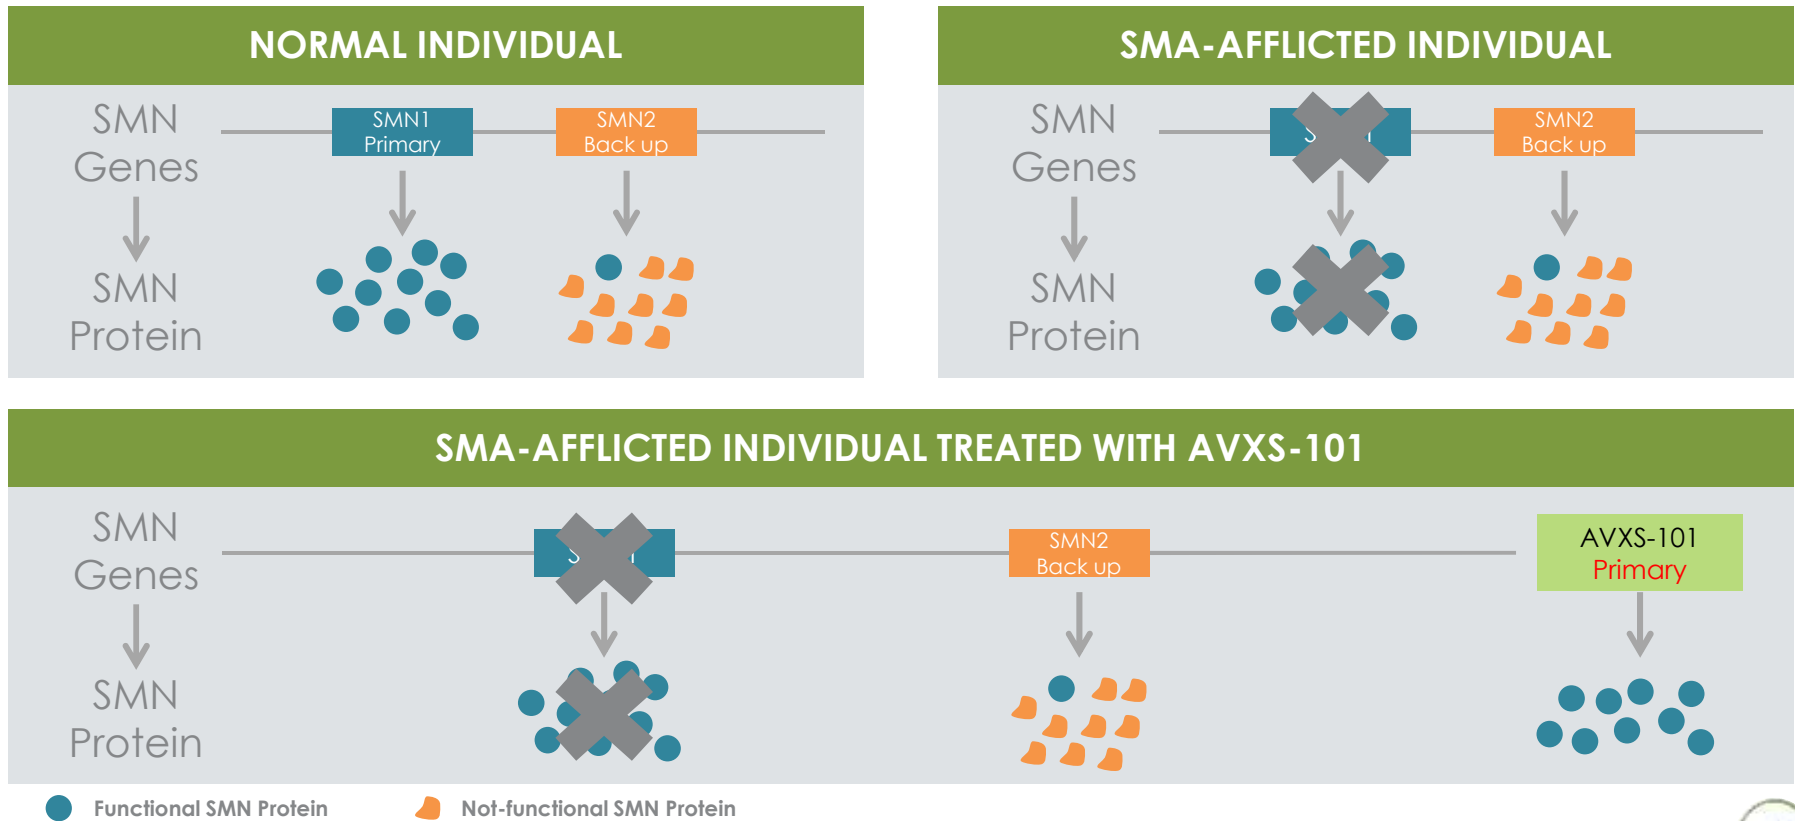 NORMAL INDIVIDUAL
SMN
Genes
SMN1
Primary
SMN2
Back up
SMN
Protein
SMA-AFFLICTED INDIVIDUAL
SMN
Genes
SMN2
Back up
SMN
Protein
SMA-AFFLICTED INDIVIDUAL TREATED WITH AVXS-101
SMN
Genes
SMN2
Back up
AVXS-101
Primary
SMN
Protein
Functional SMN Protein
Not-functional SMN Protein